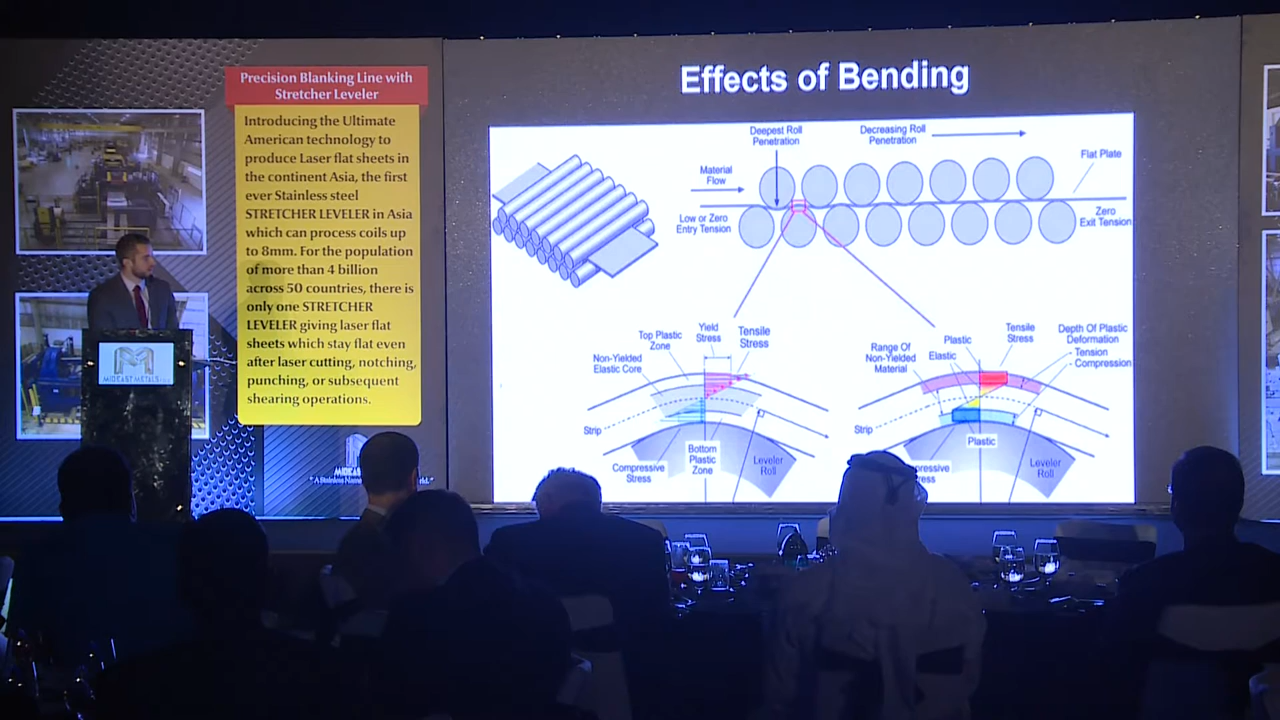 Precision Blanking Line with
Stretcher Leveler
Introducing the Ultimate
American technology to
produce Laser flat sheets in
the continent Asia, the first
ever Stainless steel
STRETCHER LEVELER in Asia
which can process coils up
to 8mm. For the population
of more than 4 billion
across 50 countries, there is
only one STRETCHER
LEVELER giving laser flat
sheets which stay flat even
after laser cutting, notching,
punching, or subsequent
shearing operations.
MIDEAST METALS
MIDEAS
"A Stainless Name
Effects of Bending
Deepest Roll
Penetration
Decreasing Roll
Penetration
Material
Flow
Flat Plate
Low or Zero
Entry Tension
Zero
Exit Tension
Top Plastic
Zone
Yield
Stress
Tensile
Stress
Non-Yielded
Elastic Core
Strip
Compressive
Stress
Bottom
Plastic
Zone
Leveler
Roll
Range Of
Non-Yielded
Material
Plastic
Elastic
Tensile
Stress
Depth Of Plastic
Deformation
- Tension
- Compression
Strip
Plastic
pressive
ress
Leveler
Roll